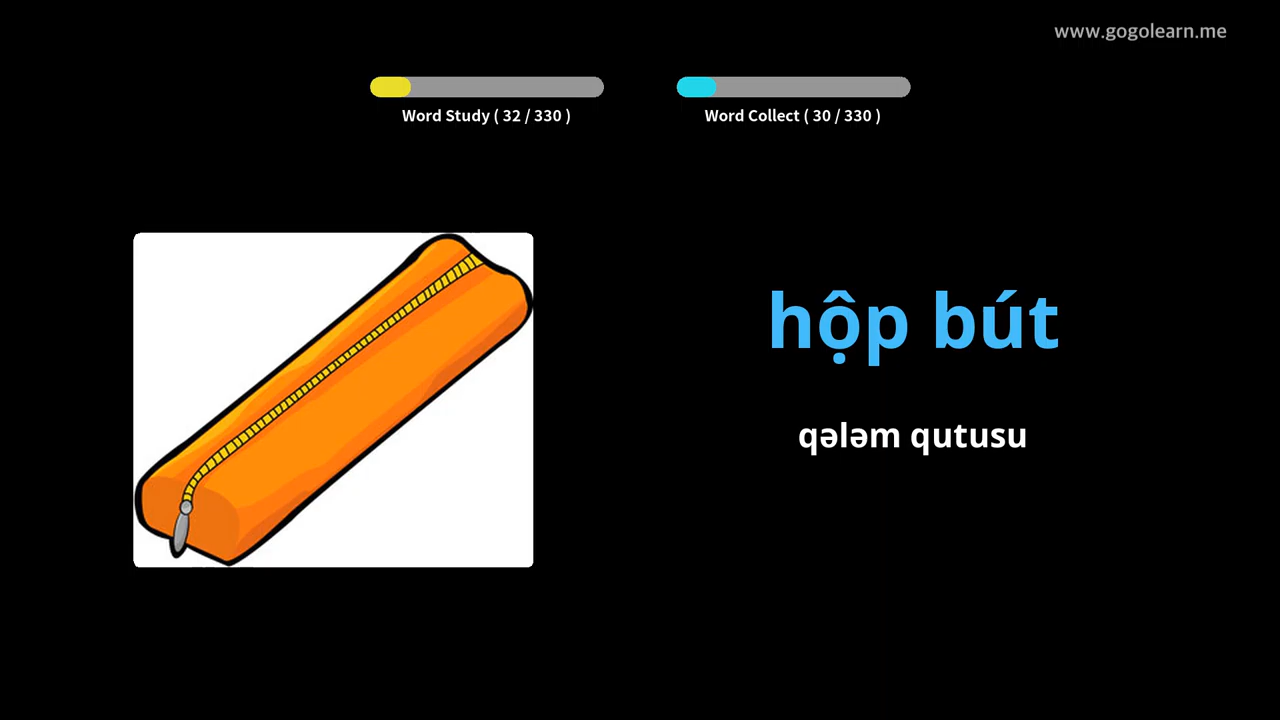 www.gogolearn.me
Word Study ( 32 / 330 )
Word Collect ( 30 / 330 )
hộp bút
qələm qutusu